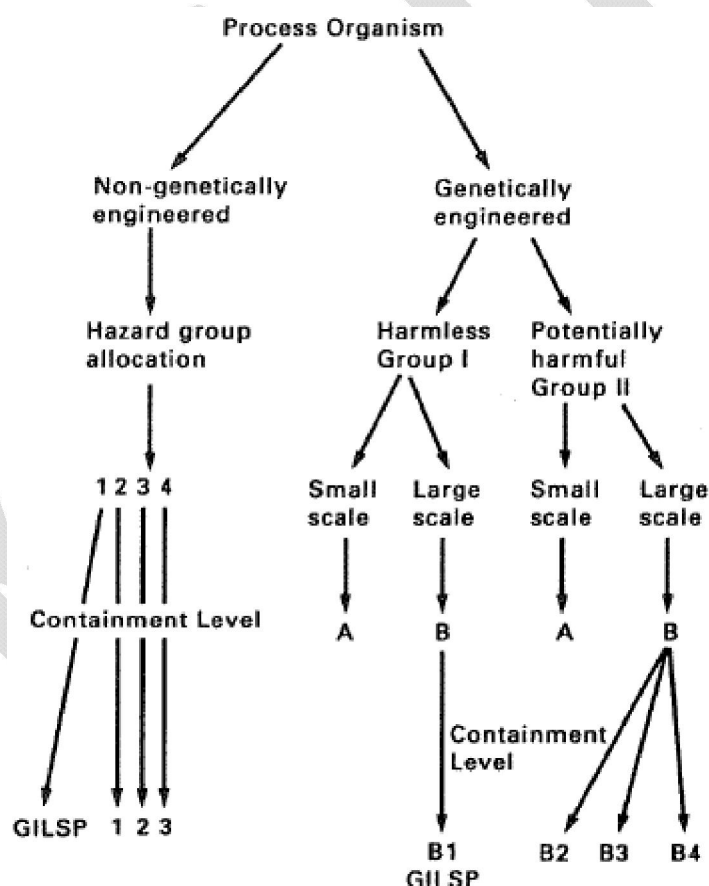 Process Organism
Non-genetically
engineered
Genetically
engineered
Hazard group
allocation
Harmless
Group I
Potentially
harmful
Group II
1 2 3 4
Small
scale
Large
scale
Small
scale
Large
scale
Containment Level
A
B
A
B
Containment
Level
GILSP 1 2 3
B1
GILSP
B2 B3 B4